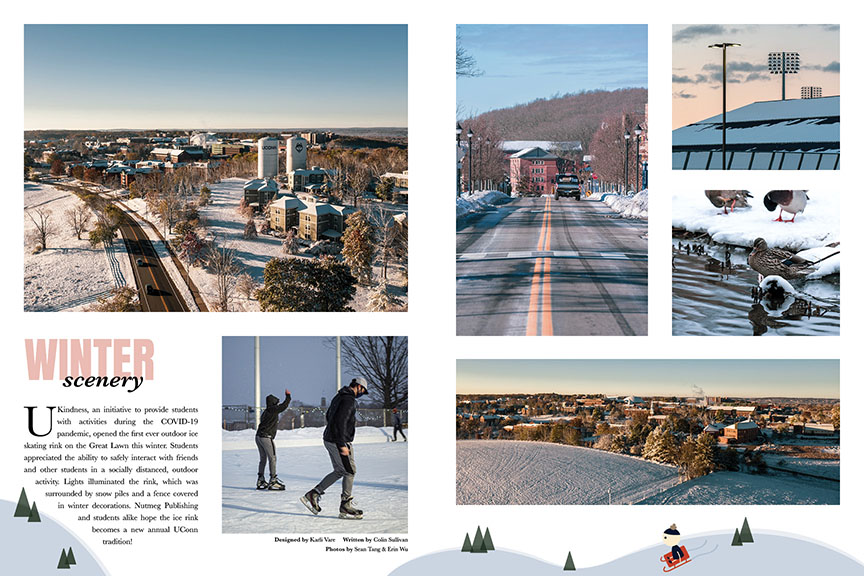 UCONN
WINTER
scenery
UKindness, an initiative to provide students
with activities during the COVID-19
pandemic, opened the first ever outdoor ice
skating rink on the Great Lawn this winter. Students
appreciated the ability to safely interact with friends
and other students in a socially distanced, outdoor
activity. Lights illuminated the rink, which was
surrounded by snow piles and a fence covered
in winter decorations. Nutmeg Publishing
and students alike hope the ice rink
becomes a new annual UConn
tradition!
Designed by Karli Vare Written by Colin Sullivan
Photos by Sean Tang & Erin Wu